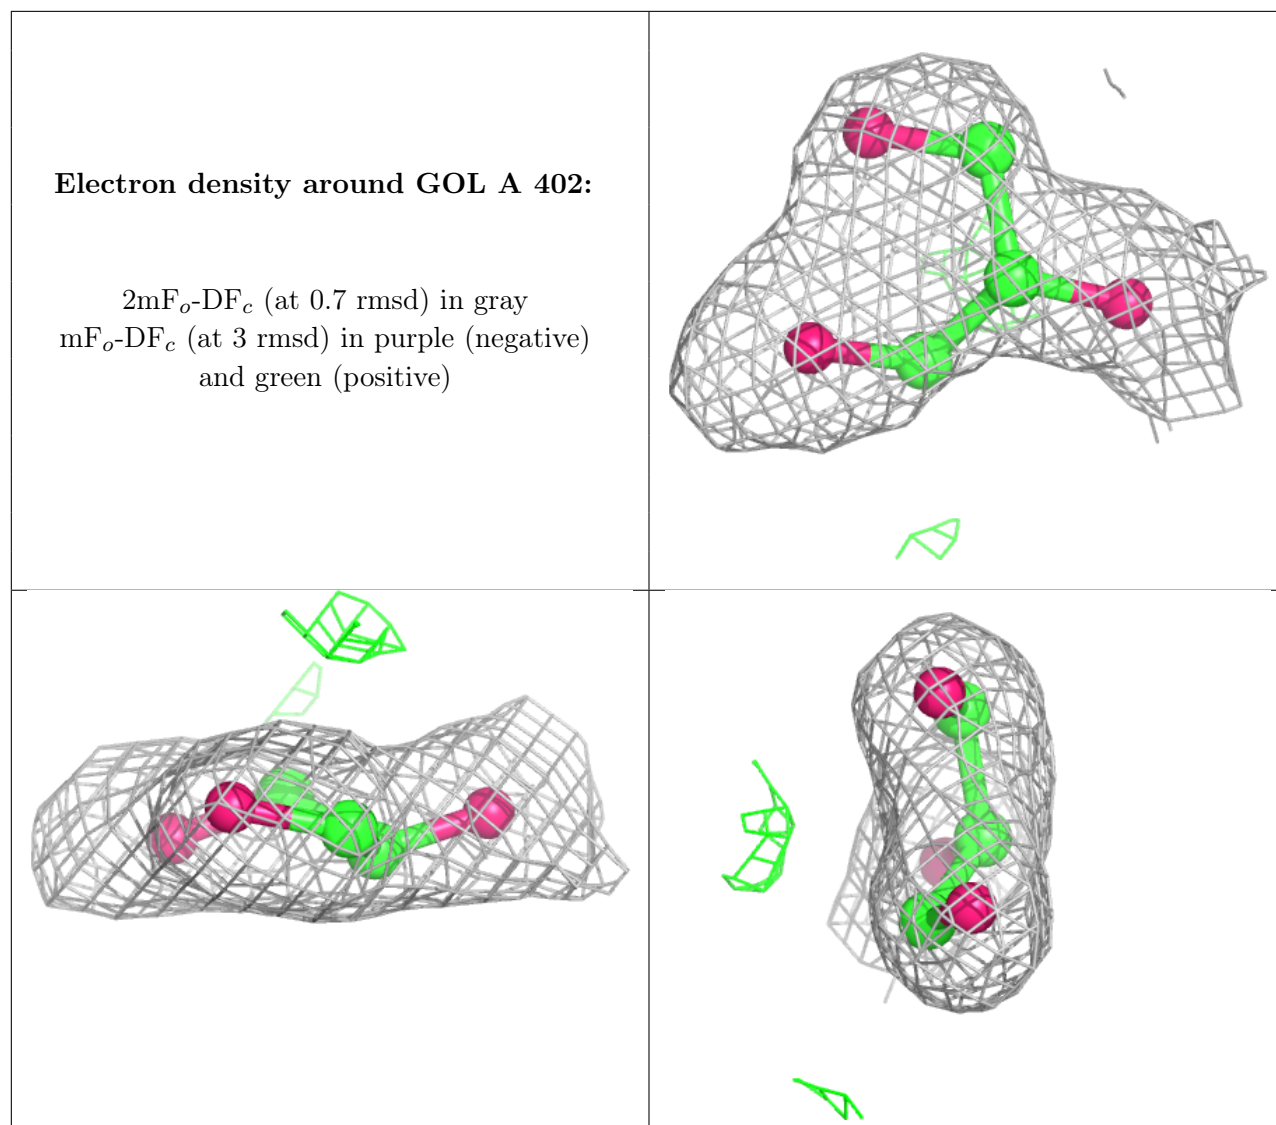 Electron density around GOL A 402:
2mFo-DFc (at 0.7 rmsd) in gray
mFo-DFc (at 3 rmsd) in purple (negative)
and green (positive)